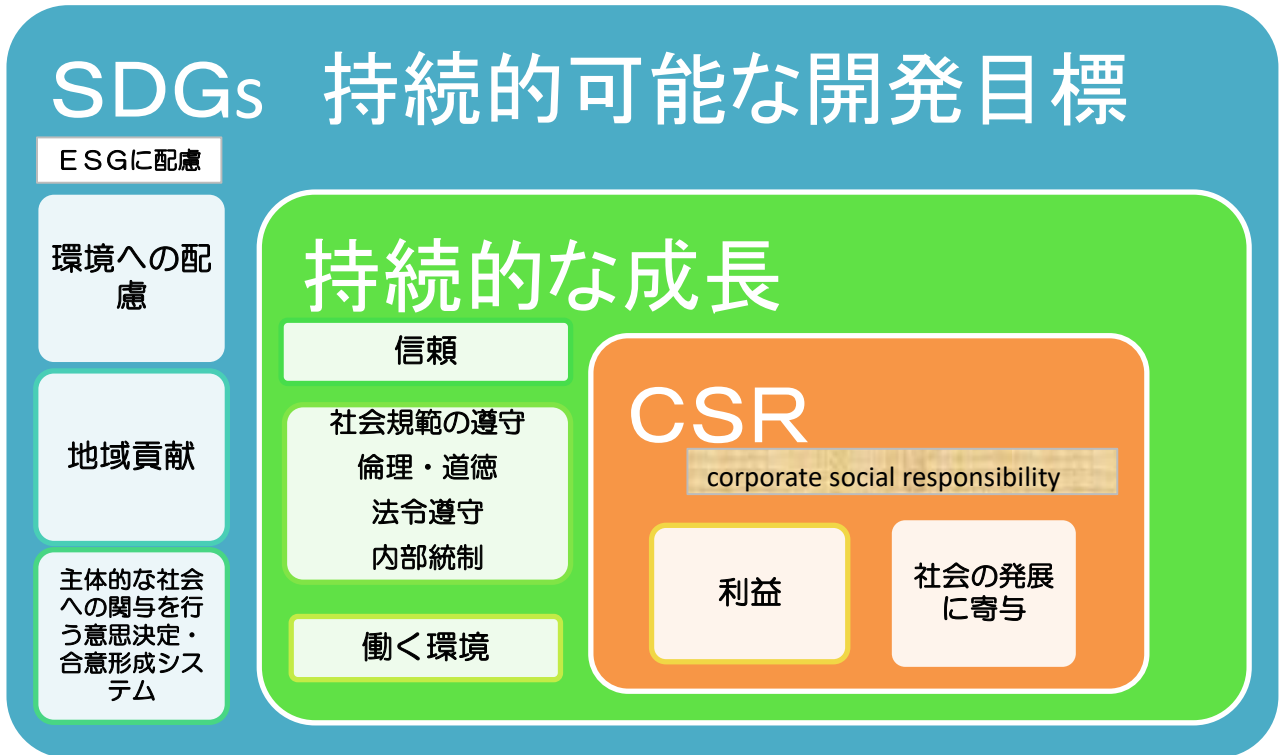 SDGs 持続的可能な開発目標
ESGに配慮
環境への配
慮
地域貢献
主体的な社会
への関与を行
う意思決定・
合意形成シス
テム
持続的な成長
信頼
社会規範の遵守
倫理・道徳
法令遵守
内部統制
働く環境
CSR
corporate social responsibility
利益
社会の発展
に寄与